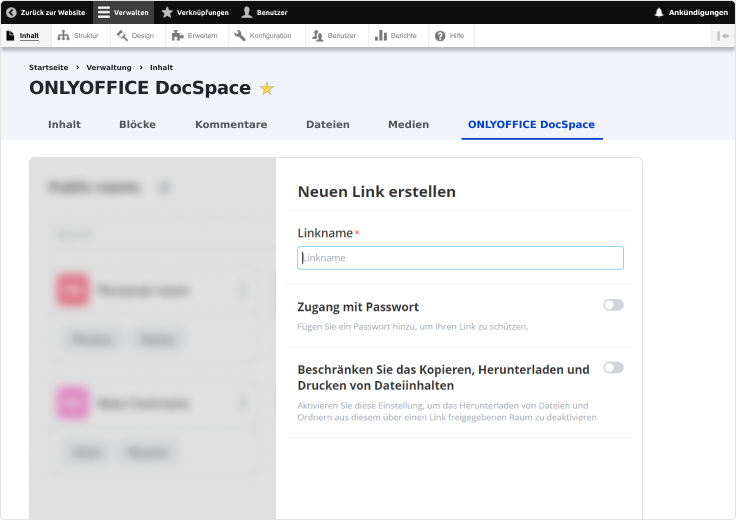 Zurück zur Website Verwalten Verknüpfungen Benutzer Ankündigungen
Inhalt Struktur Design Erweitern Konfiguration Benutzer Berichte Hilfe
Startseite > Verwaltung > Inhalt
ONLYOFFICE DocSpace
Inhalt Blöcke Kommentare Dateien Medien ONLYOFFICE DocSpace
Neuen Link erstellen
Linkname*
Linkname
Zugang mit Passwort
Fügen Sie ein Passwort hinzu, um Ihren Link zu schützen.
Beschränken Sie das Kopieren, Herunterladen und
Drucken von Dateiinhalten
Aktivieren Sie diese Einstellung, um das Herunterladen von Dateien und
Ordnern aus diesem über einen Link freigegebenen Raum zu deaktivieren